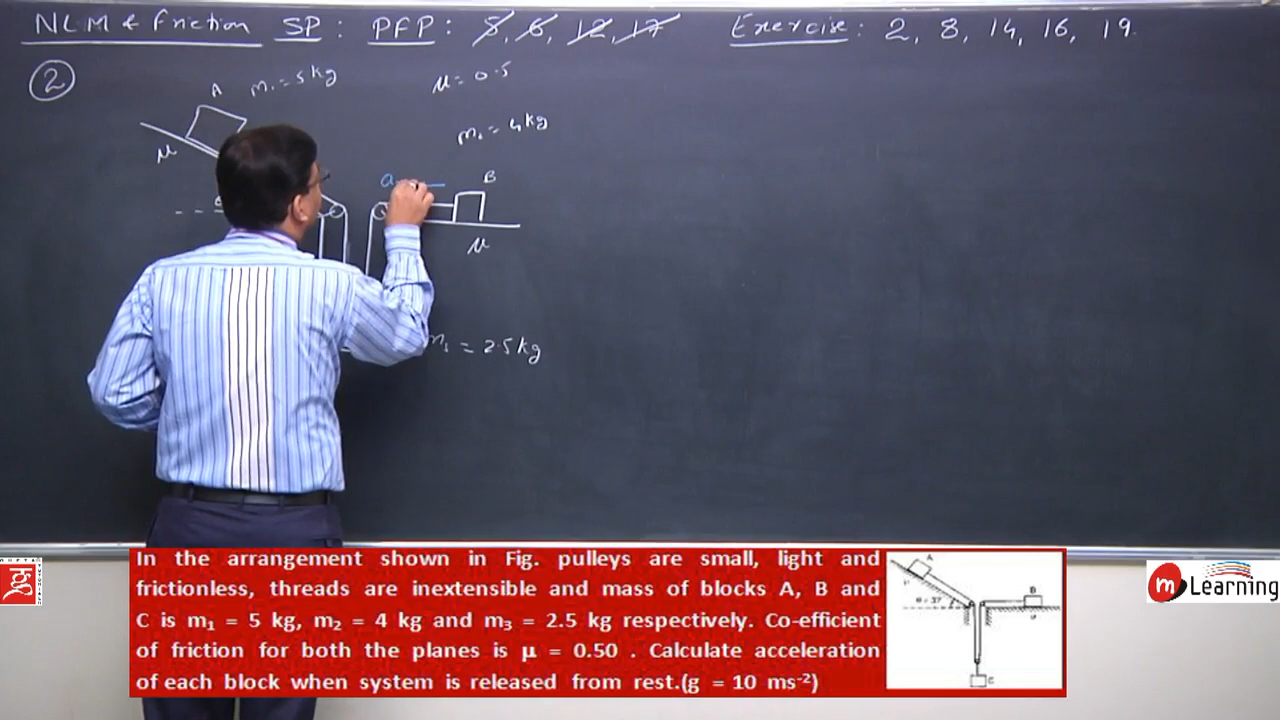 NLM & Friction SP : PFP : 5, 6, 12, 17 Exercise : 2, 8, 14, 16, 19
2
A m₁ = 5 kg μ = 0.5
m₂ = 4 kg
μ
B
a
μ
m₃ = 2.5 kg
In the arrangement shown in Fig. pulleys are small, light and
frictionless, threads are inextensible and mass of blocks A, B and
C is m₁ = 5 kg, m₂ = 4 kg and m₃ = 2.5 kg respectively. Co-efficient
of friction for both the planes is μ = 0.50 . Calculate acceleration
of each block when system is released from rest.(g = 10 ms⁻²)
A
μ
B
θ = 37
μ
C
m Learning